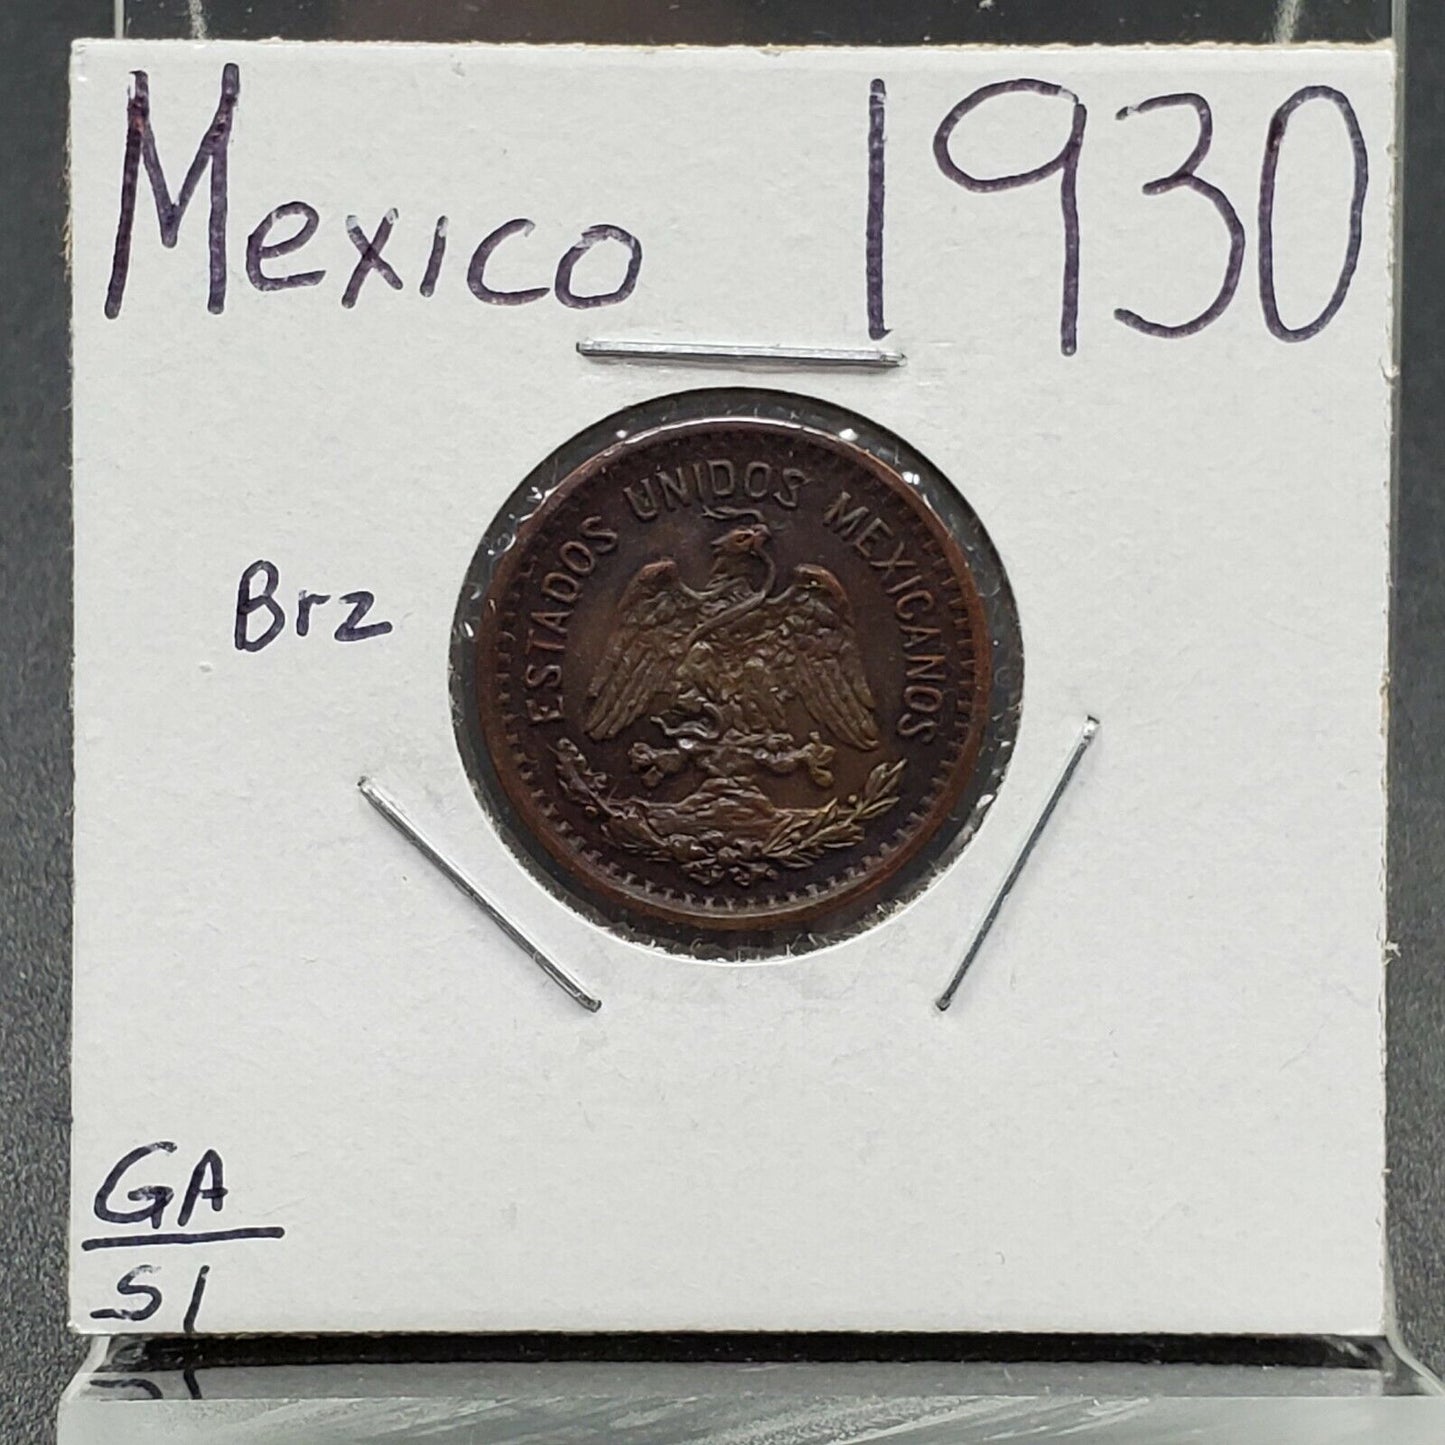 Mexico 1930
ESTADOS UNIDOS MEXICANOS
Brz
GA
51